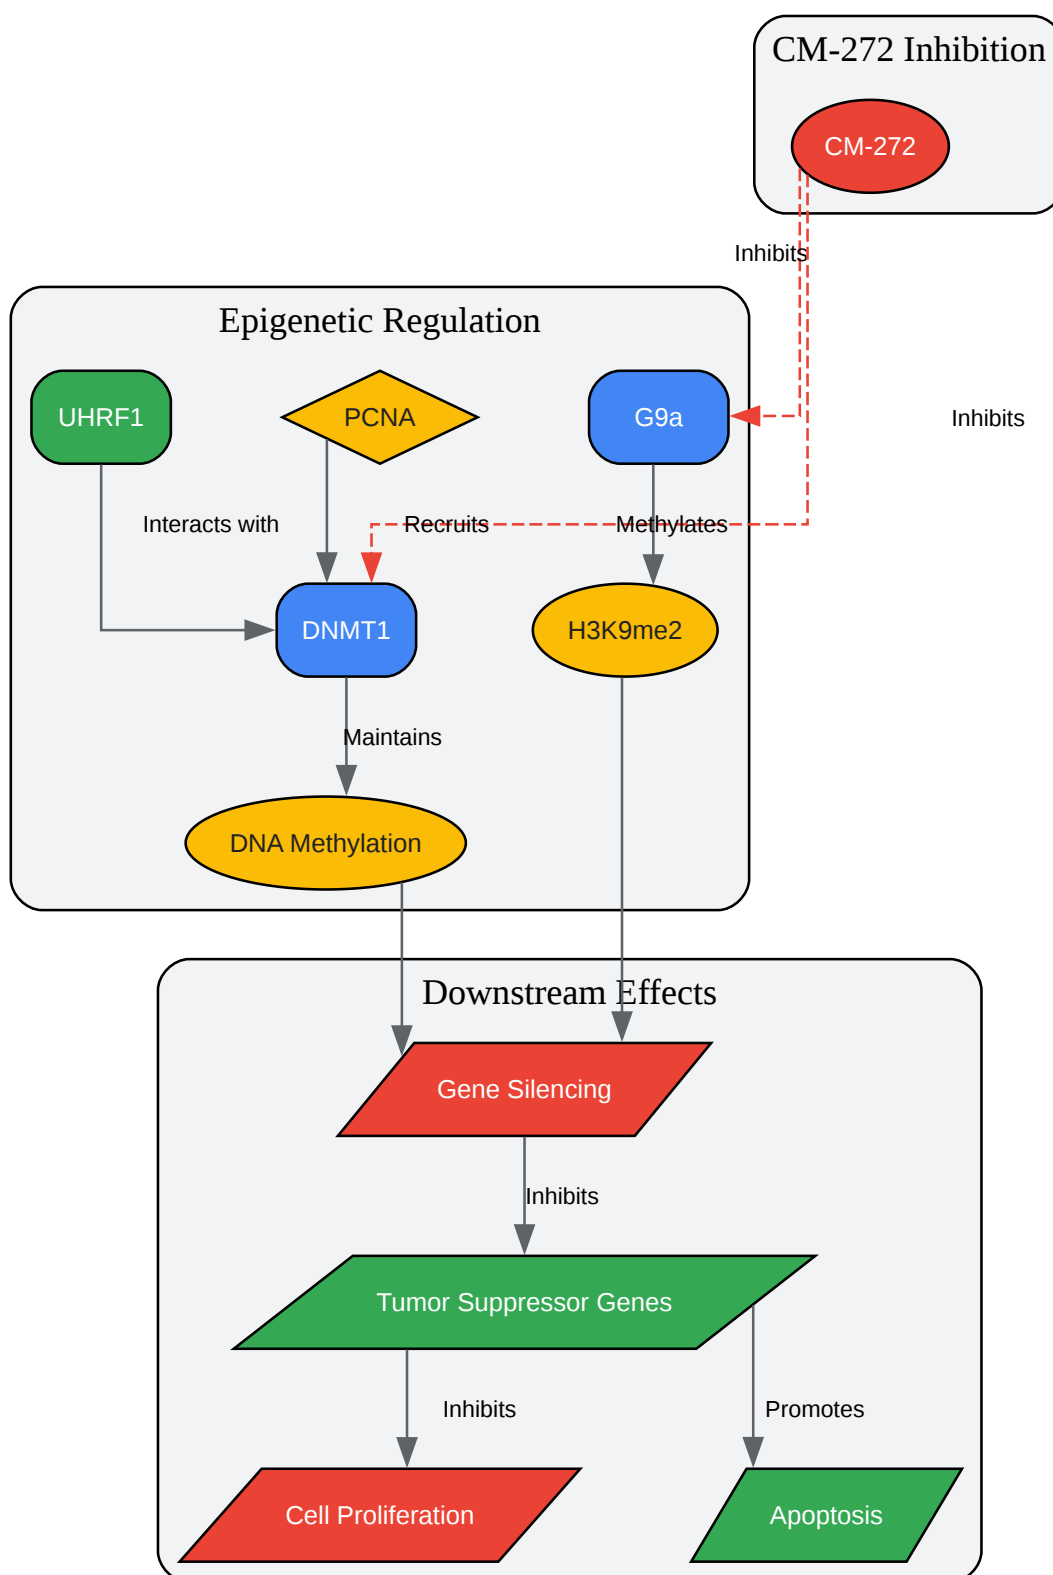 CM-272 Inhibition
CM-272
Inhibits
Epigenetic Regulation
UHRF1
PCNA
G9a
Inhibits
Interacts with
Recruits
Methylates
DNMT1
H3K9me2
Maintains
DNA Methylation
Downstream Effects
Gene Silencing
Inhibits
Tumor Suppressor Genes
Inhibits
Promotes
Cell Proliferation
Apoptosis